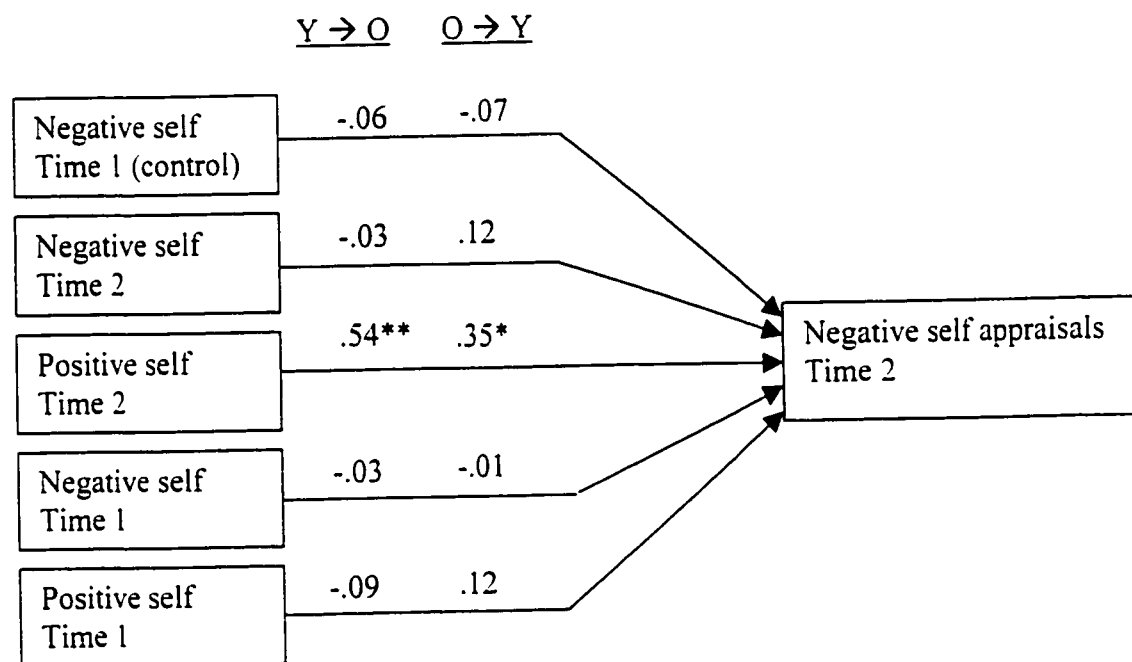 Y → O O → Y
Negative self -.06 -.07
Time 1 (control)
Negative self -.03 .12
Time 2
Positive self .54** .35*
Time 2
Negative self appraisals
Time 2
Negative self -.03 -.01
Time 1
Positive self -.09 .12
Time 1